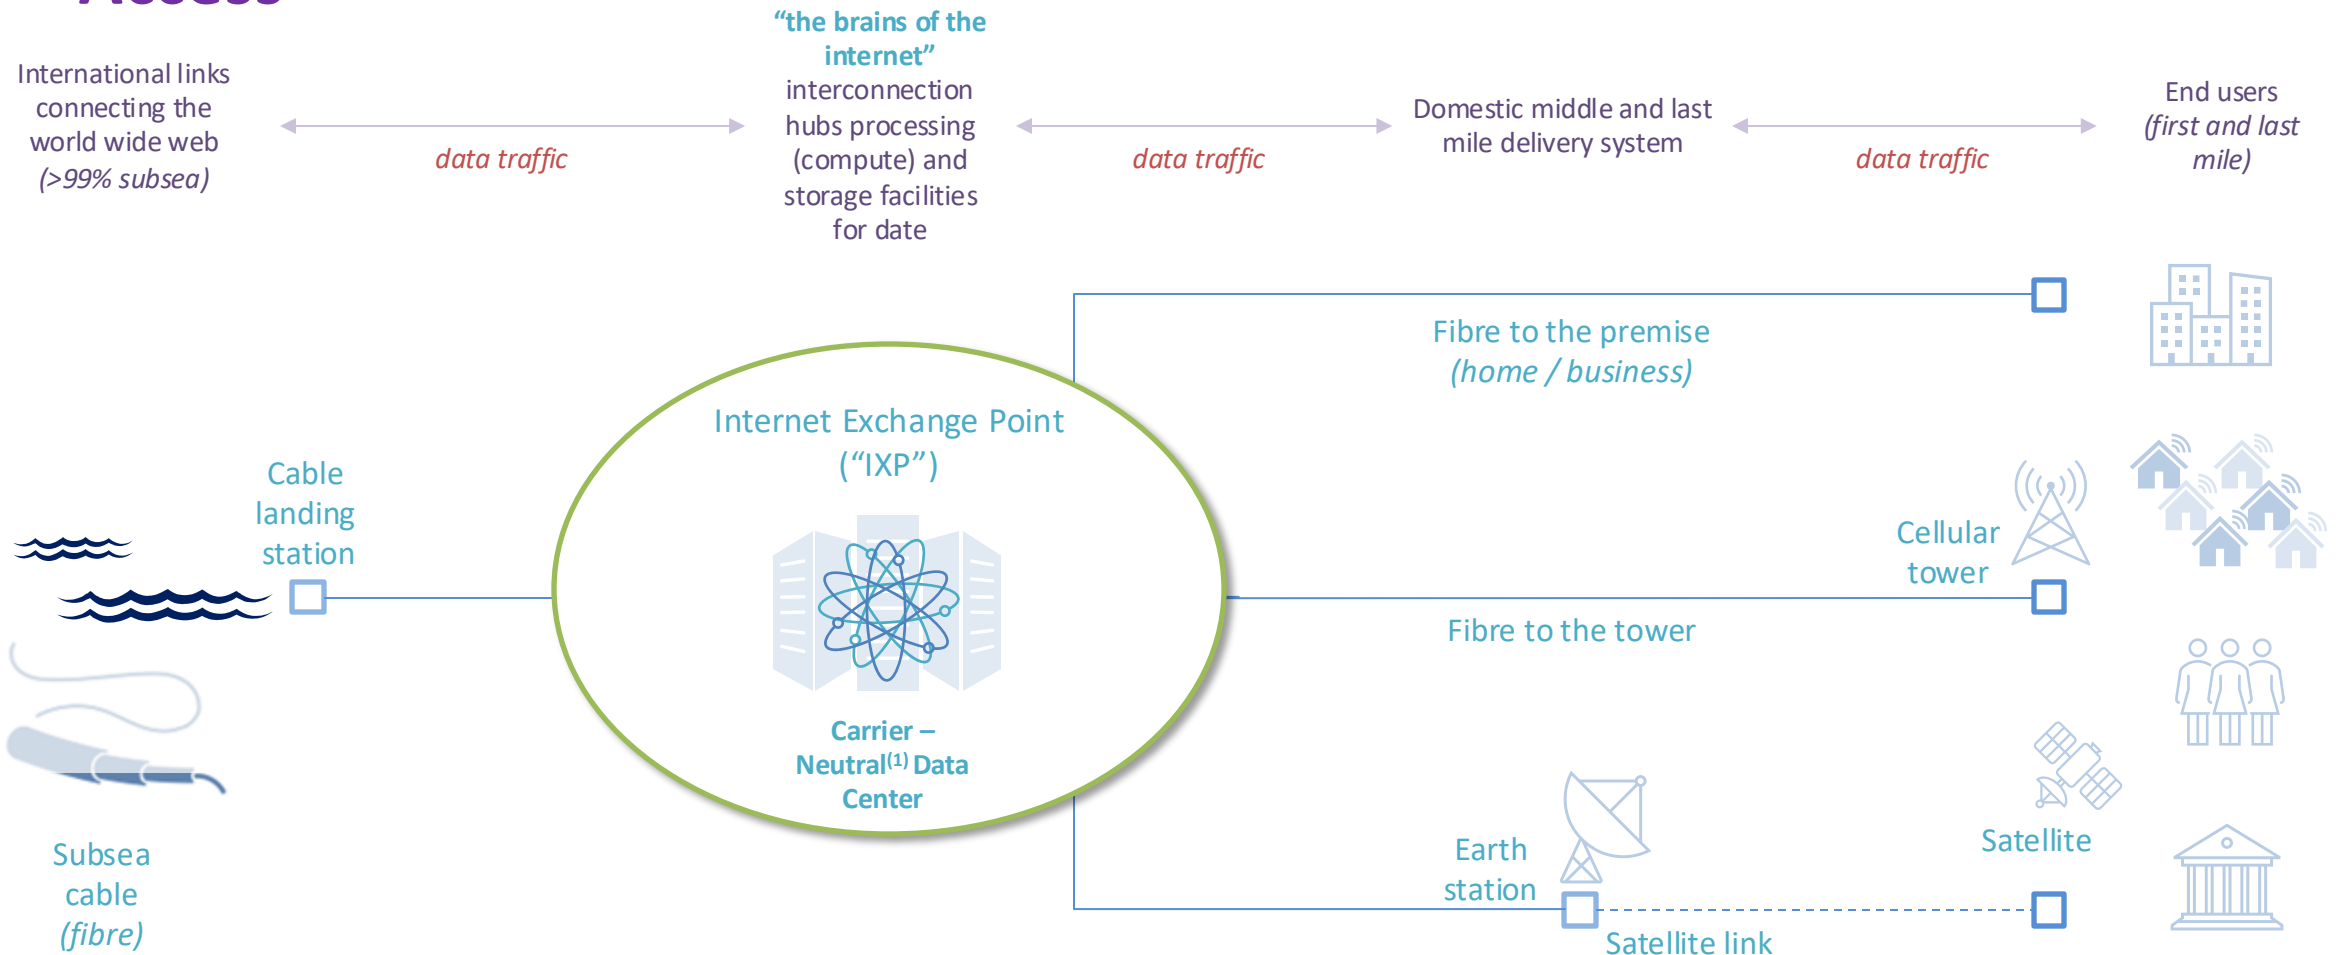 Access
International links
connecting the
world wide web
(>99% subsea)
data traffic
“the brains of the
internet”
interconnection
hubs processing
(compute) and
storage facilities
for date
data traffic
Domestic middle and last
mile delivery system
data traffic
End users
(first and last
mile)
Fibre to the premise
(home / business)
Internet Exchange Point
(“IXP”)
Cable
landing
station
Cellular
tower
Fibre to the tower
Carrier –
Neutral(1) Data
Center
Subsea
cable
(fibre)
Earth
station
Satellite
Satellite link